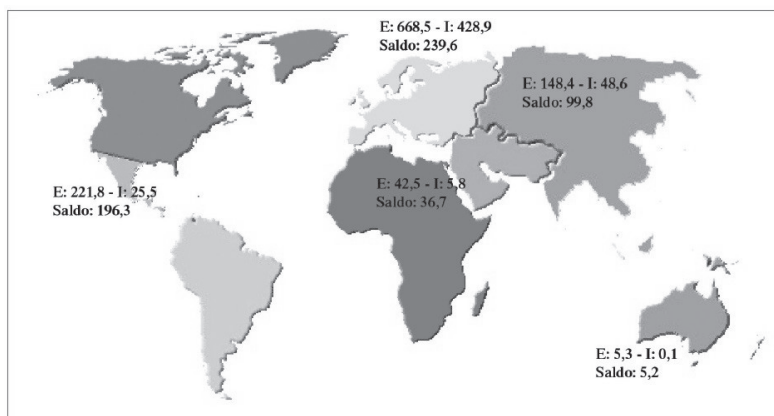 E: 668,5 - I: 428,9
Saldo: 239,6
E: 148,4 - I: 48,6
Saldo: 99,8
E: 221,8 - I: 25,5
Saldo: 196,3
E: 42,5 - I: 5,8
Saldo: 36,7
E: 5,3 - I: 0,1
Saldo: 5,2